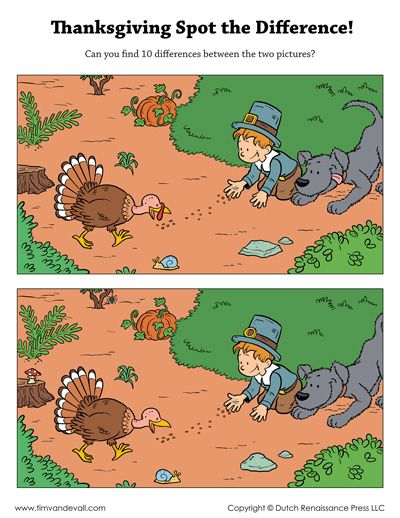 Thanksgiving Spot the Difference!
Can you find 10 differences between the two pictures?
www.timvandevall.com
Copyright © Dutch Renaissance Press LLC